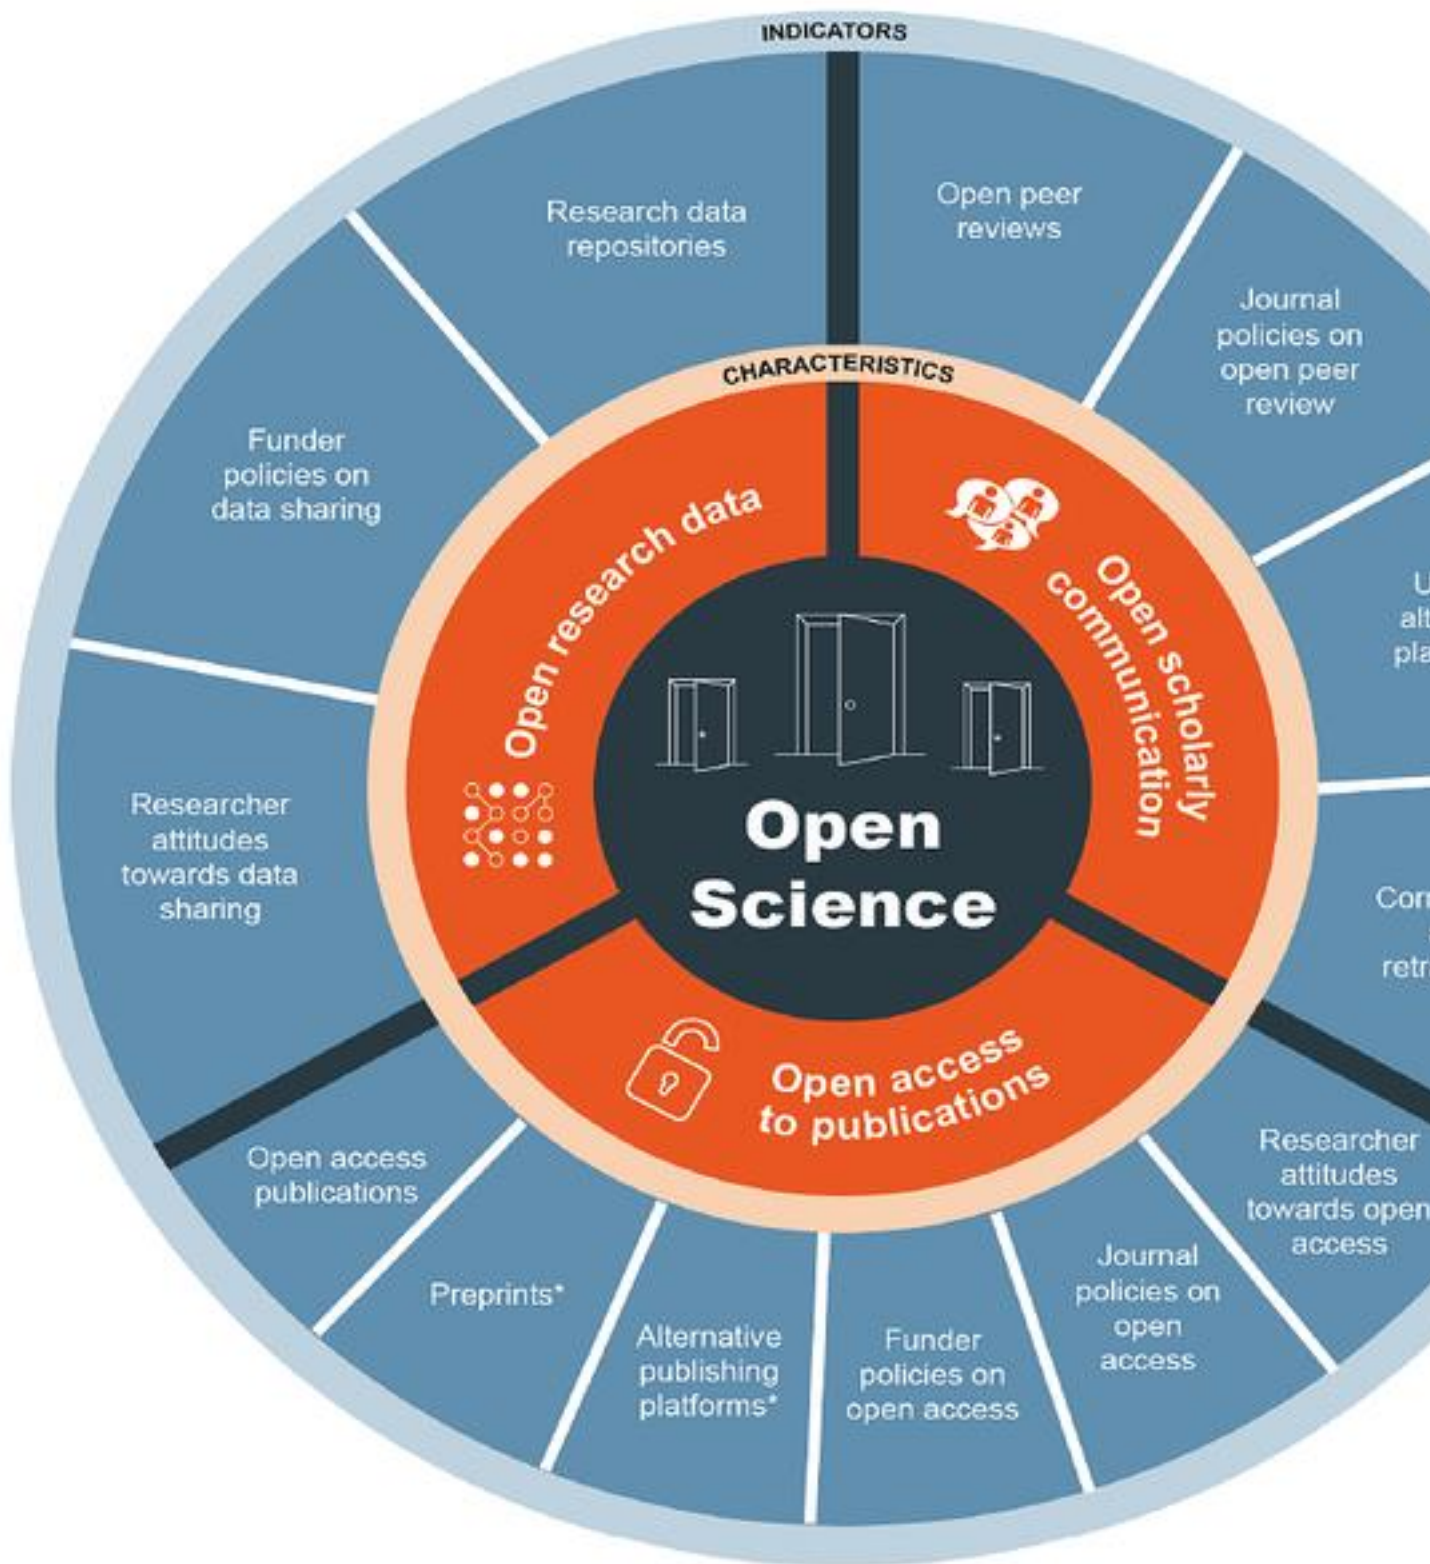 INDICATORS
Research data
repositories
Open peer
reviews
Journal
policies on
open peer
review
Funder
policies on
data sharing
CHARACTERISTICS
Open research data
Open scholarly
communication
Open
Science
Researcher
attitudes
towards data
sharing
Open access
to publications
Open access
publications
Preprints*
Alternative
publishing
platforms*
Funder
policies on
open access
Journal
policies on
open
access
Researcher
attitudes
towards open
access